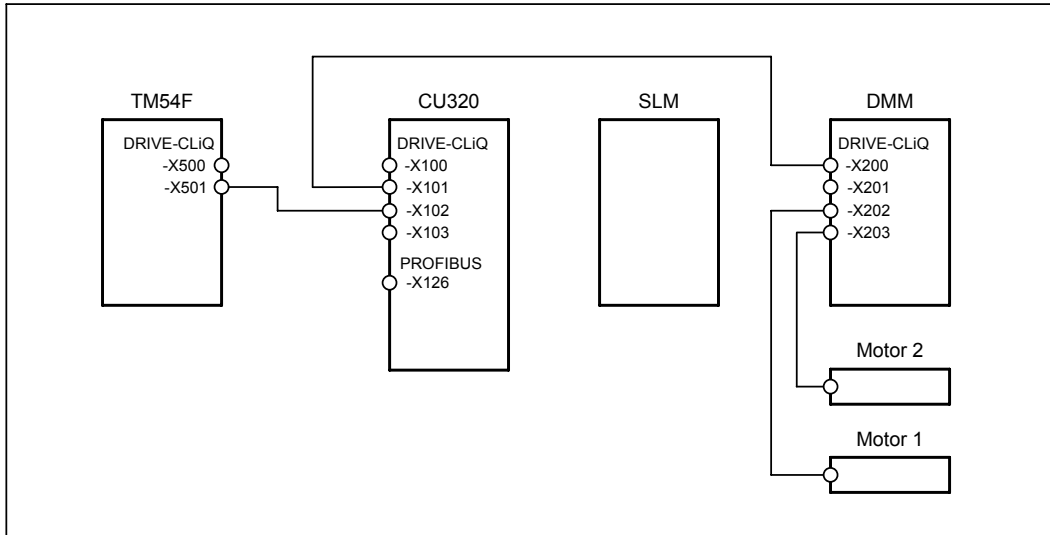 TM54F
DRIVE-CLiQ
-X500
-X501
CU320
DRIVE-CLiQ
-X100
-X101
-X102
-X103
PROFIBUS
-X126
SLM
DMM
DRIVE-CLiQ
-X200
-X201
-X202
-X203
Motor 2
Motor 1